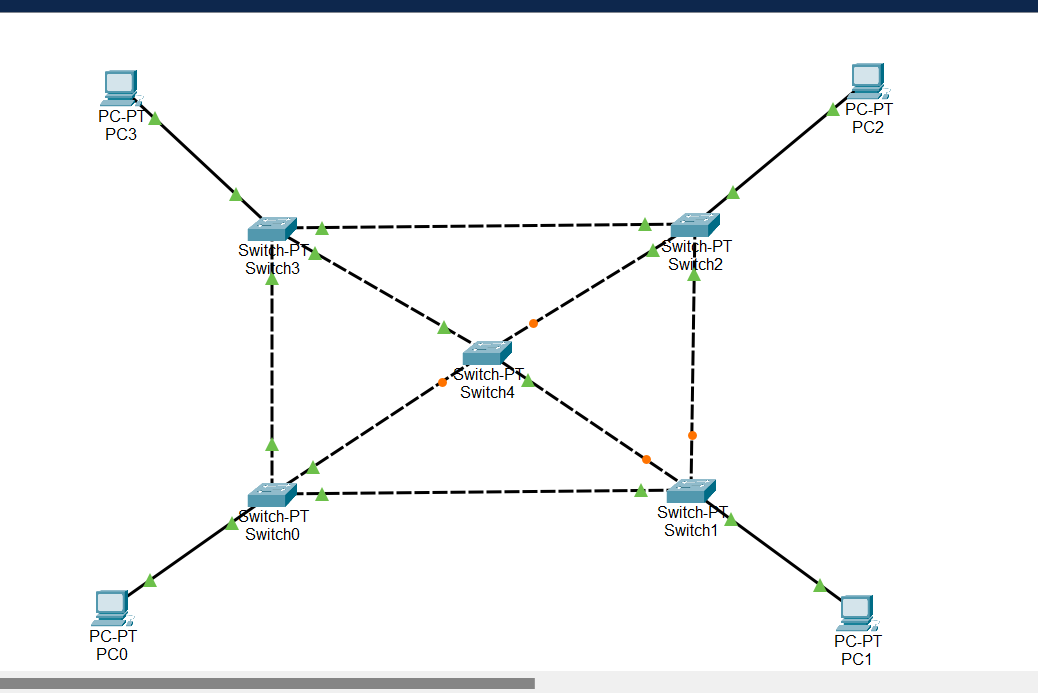 PC-PT
PC3
PC-PT
PC2
Switch-PT
Switch3
Switch-PT
Switch2
Switch-PT
Switch4
Switch-PT
Switch0
Switch-PT
Switch1
PC-PT
PC0
PC-PT
PC1